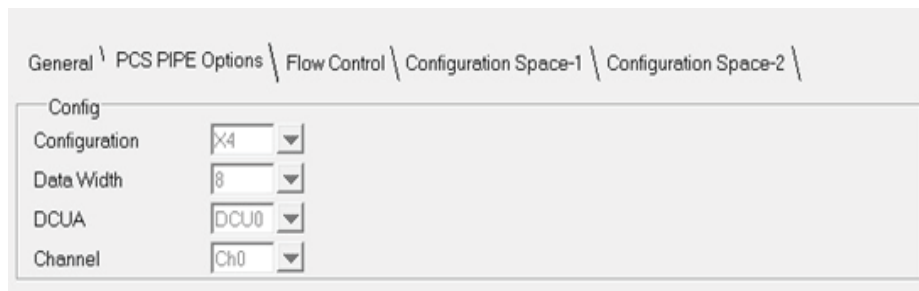 General PCS PIPE Options Flow Control Configuration Space-1 Configuration Space-2
Config
Configuration X4
Data Width 8
DCUA DCU0
Channel Ch0